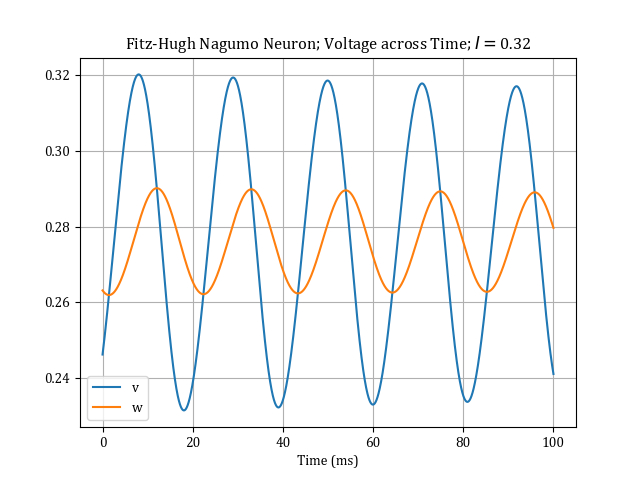 Fitz-Hugh Nagumo Neuron; Voltage across Time; I = 0.32
0.32
0.30
0.28
0.26
0.24
v
w
0 20 40 60 80 100
Time (ms)